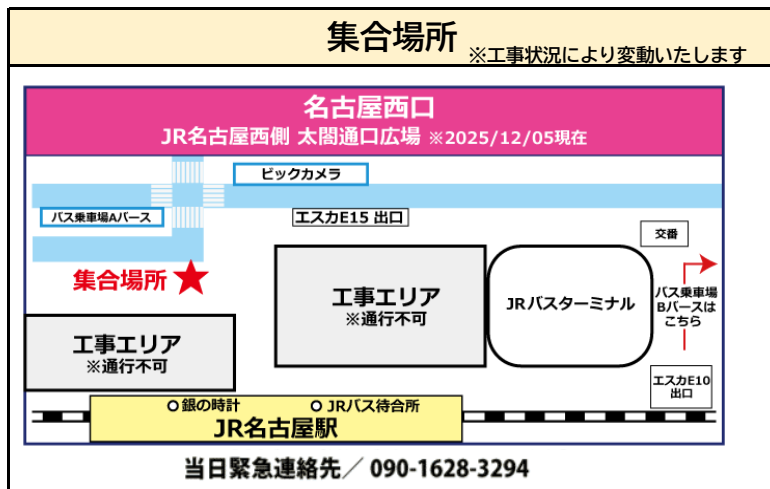 集合場所 ※工事状況により変動いたします
名古屋西口
JR名古屋西側 太閤通口広場 ※2025/12/05現在
ビックカメラ
バス乗車場Aバース
エスカE15 出口
交番
集合場所
工事エリア
※通行不可
JRバスターミナル
バス乗車場
Bバースは
こちら
工事エリア
※通行不可
エスカE10
出口
銀の時計
JRバス待合所
JR名古屋駅
当日緊急連絡先／ 090-1628-3294